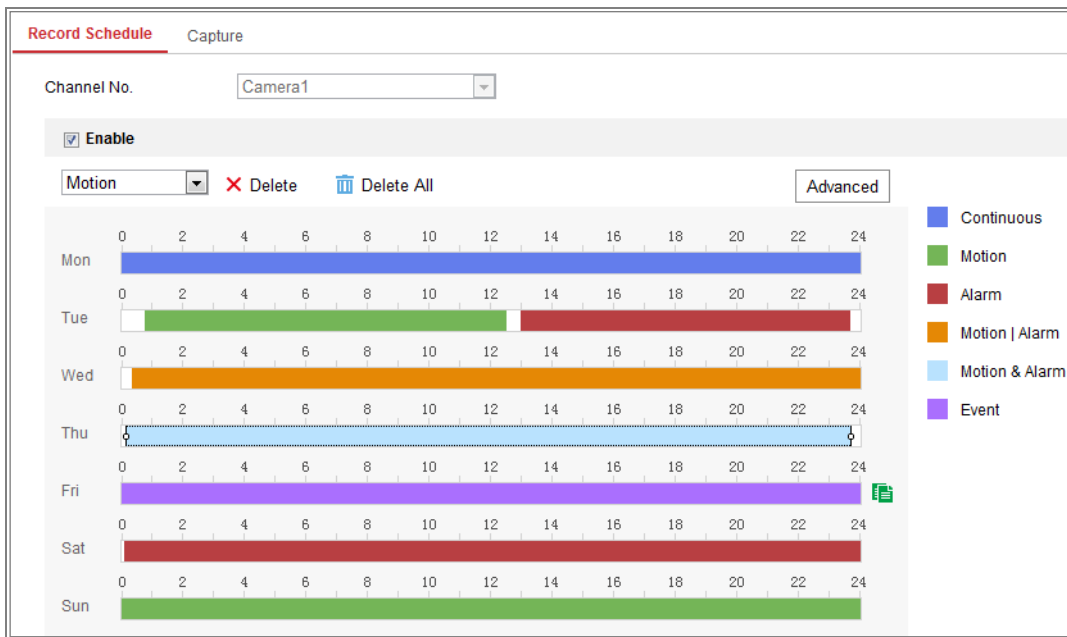 Record Schedule Capture
Channel No. Camera1
Enable
Motion Delete Delete All Advanced
0 2 4 6 8 10 12 14 16 18 20 22 24
Mon
0 2 4 6 8 10 12 14 16 18 20 22 24
Tue
0 2 4 6 8 10 12 14 16 18 20 22 24
Wed
0 2 4 6 8 10 12 14 16 18 20 22 24
Thu
0 2 4 6 8 10 12 14 16 18 20 22 24
Fri
0 2 4 6 8 10 12 14 16 18 20 22 24
Sat
0 2 4 6 8 10 12 14 16 18 20 22 24
Sun
Continuous
Motion
Alarm
Motion | Alarm
Motion & Alarm
Event